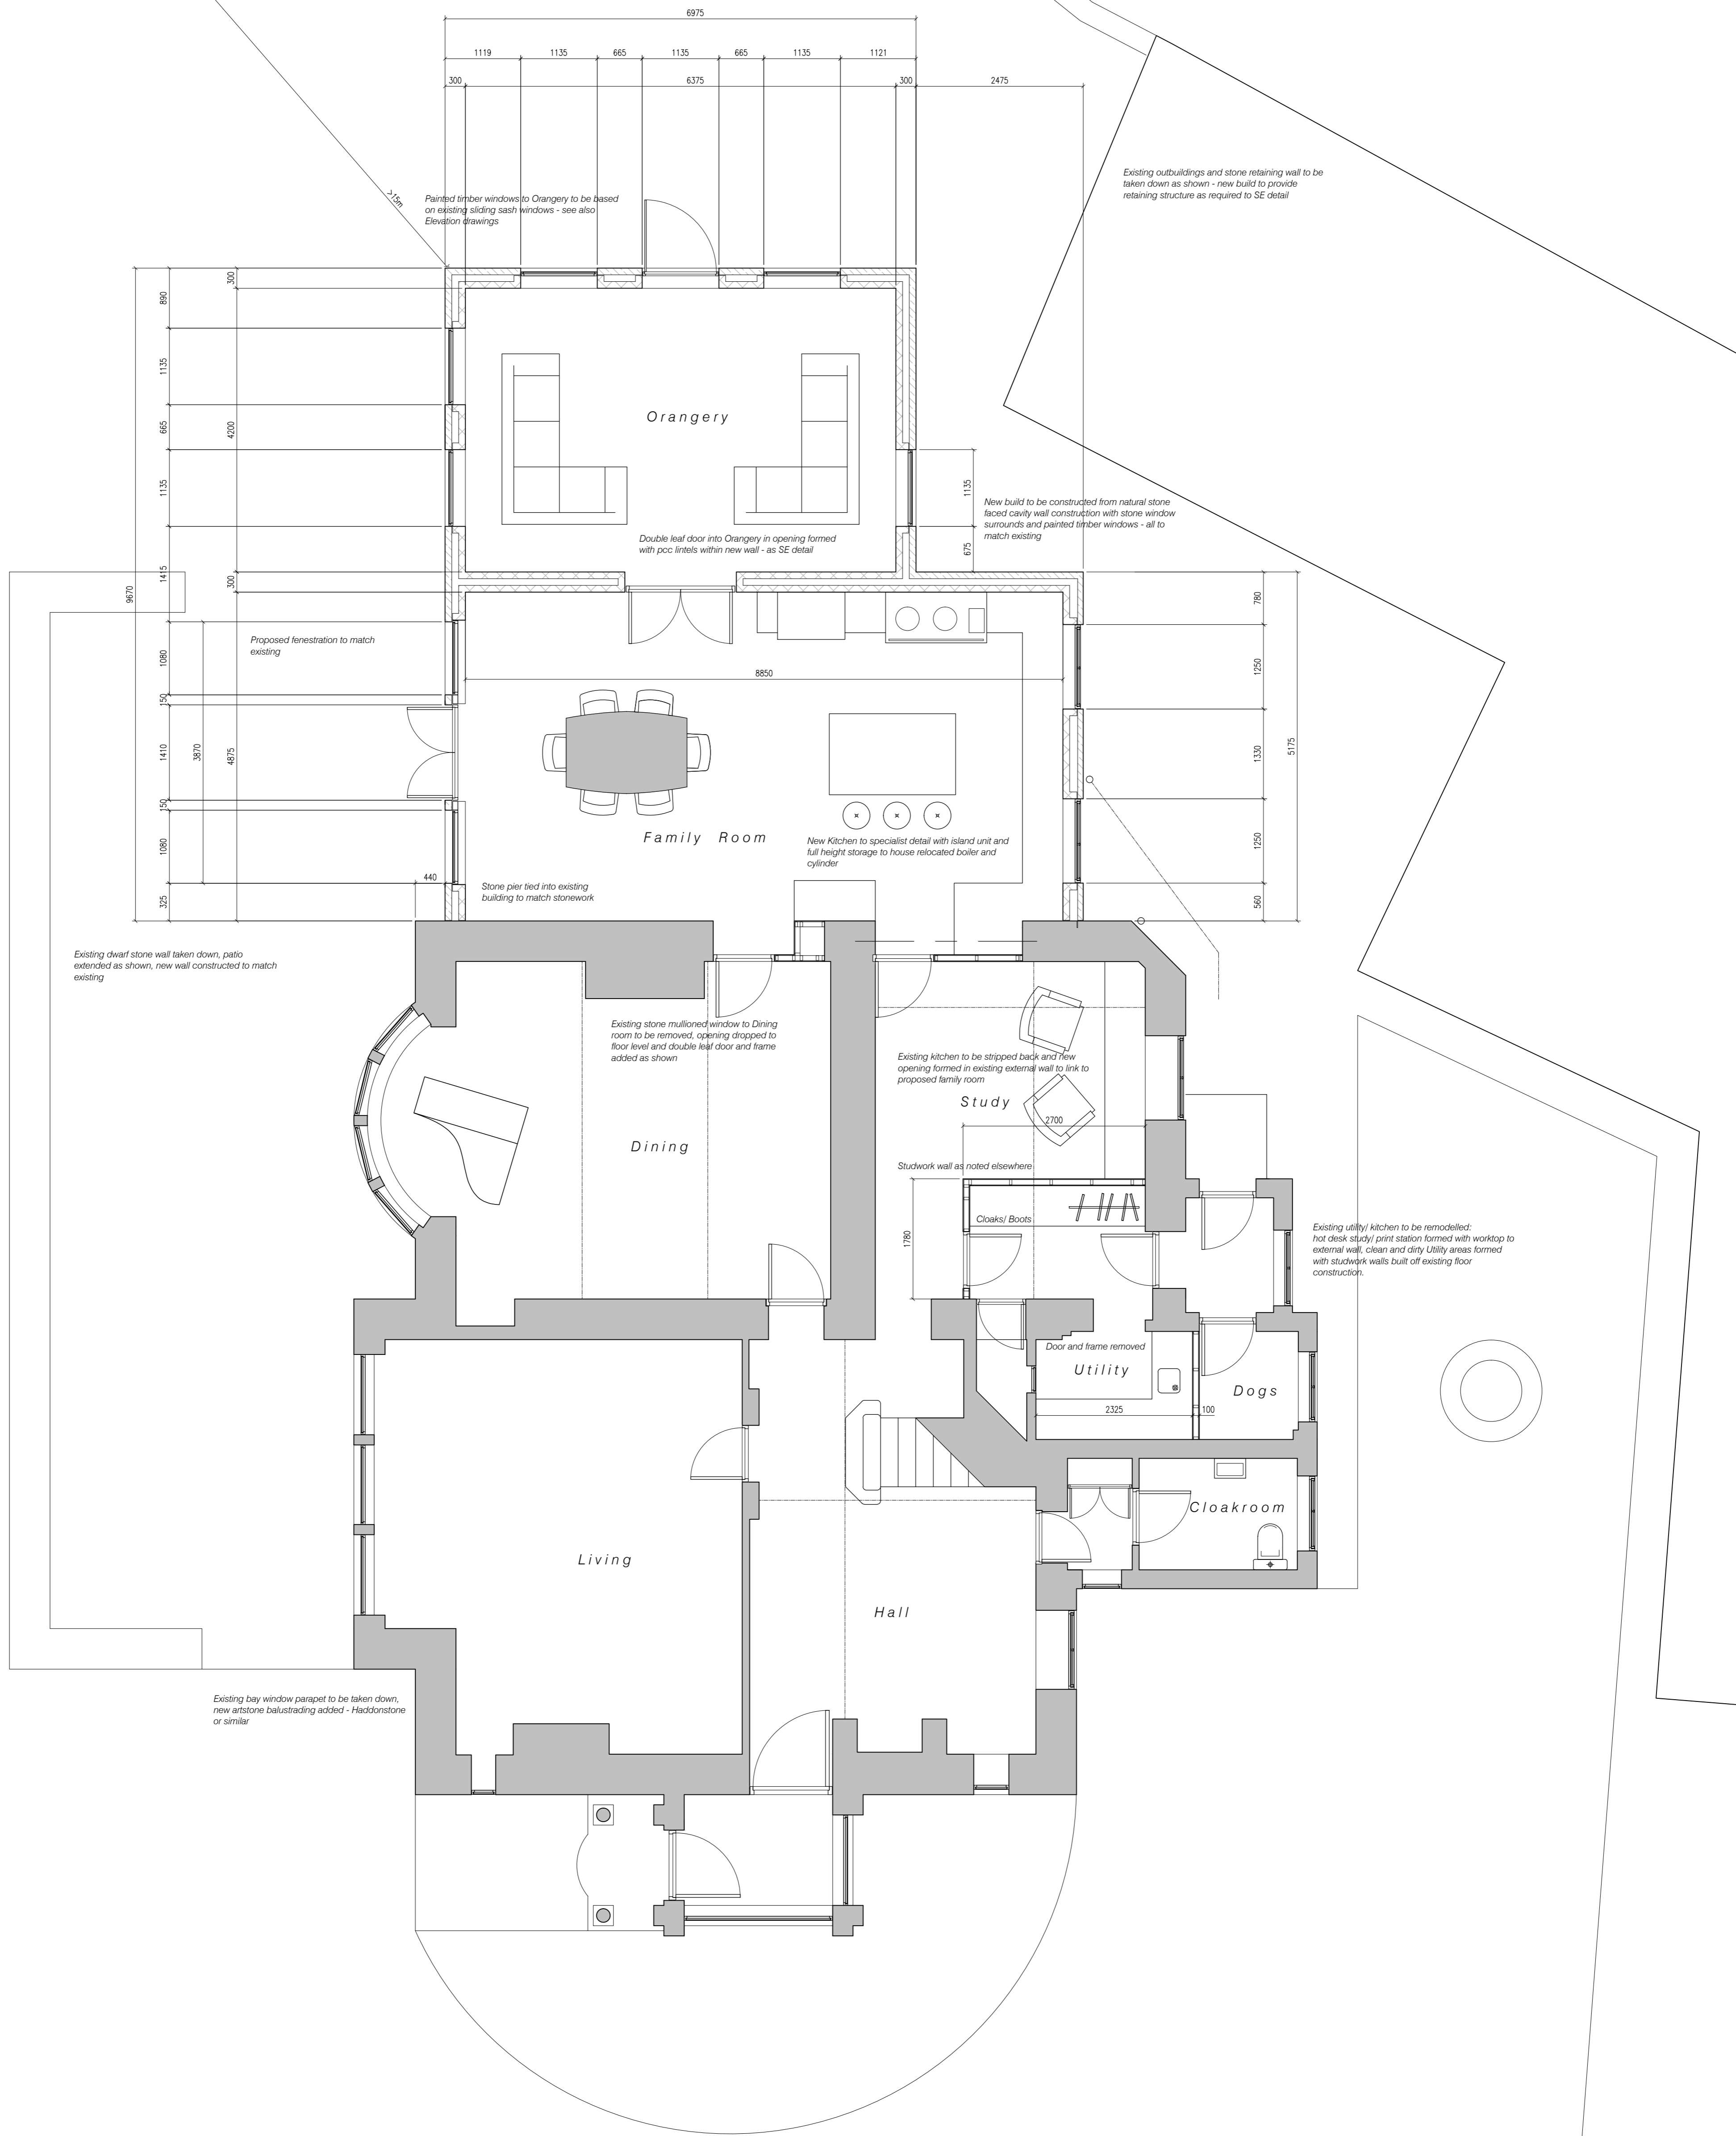 6975
1119 1135 665 1135 665 1135 1121
300 6375 300 2475
Existing outbuildings and stone retaining wall to be
taken down as shown - new build to provide
retaining structure as required to SE detail
>15m
Painted timber windows to Orangery to be based
on existing sliding sash windows - see also
Elevation drawings
9670
890
1135
665
1135
1415
1080
150
1410
150
1080
325
3870
300
4200
300
4875
Orangery
1135
675
New build to be constructed from natural stone
faced cavity wall construction with stone window
surrounds and painted timber windows - all to
match existing
Double leaf door into Orangery in opening formed
with pcc lintels within new wall - as SE detail
Proposed fenestration to match
existing
8850
780
1250
1330
1250
560
5175
Family Room
New Kitchen to specialist detail with island unit and
full height storage to house relocated boiler and
cylinder
440
Stone pier tied into existing
building to match stonework
Existing dwarf stone wall taken down, patio
extended as shown, new wall constructed to match
existing
Existing stone mullioned window to Dining
room to be removed, opening dropped to
floor level and double leaf door and frame
added as shown
Existing kitchen to be stripped back and new
opening formed in existing external wall to link to
proposed family room
Study
2700
Dining
Studwork wall as noted elsewhere
Cloaks/ Boots
1780
Existing utility/ kitchen to be remodelled:
hot desk study/ print station formed with worktop to
external wall, clean and dirty Utility areas formed
with studwork walls built off existing floor
construction.
Door and frame removed
Utility
Dogs
2325 100
Cloakroom
Living
Hall
Existing bay window parapet to be taken down,
new artstone balustrading added - Haddonstone
or similar